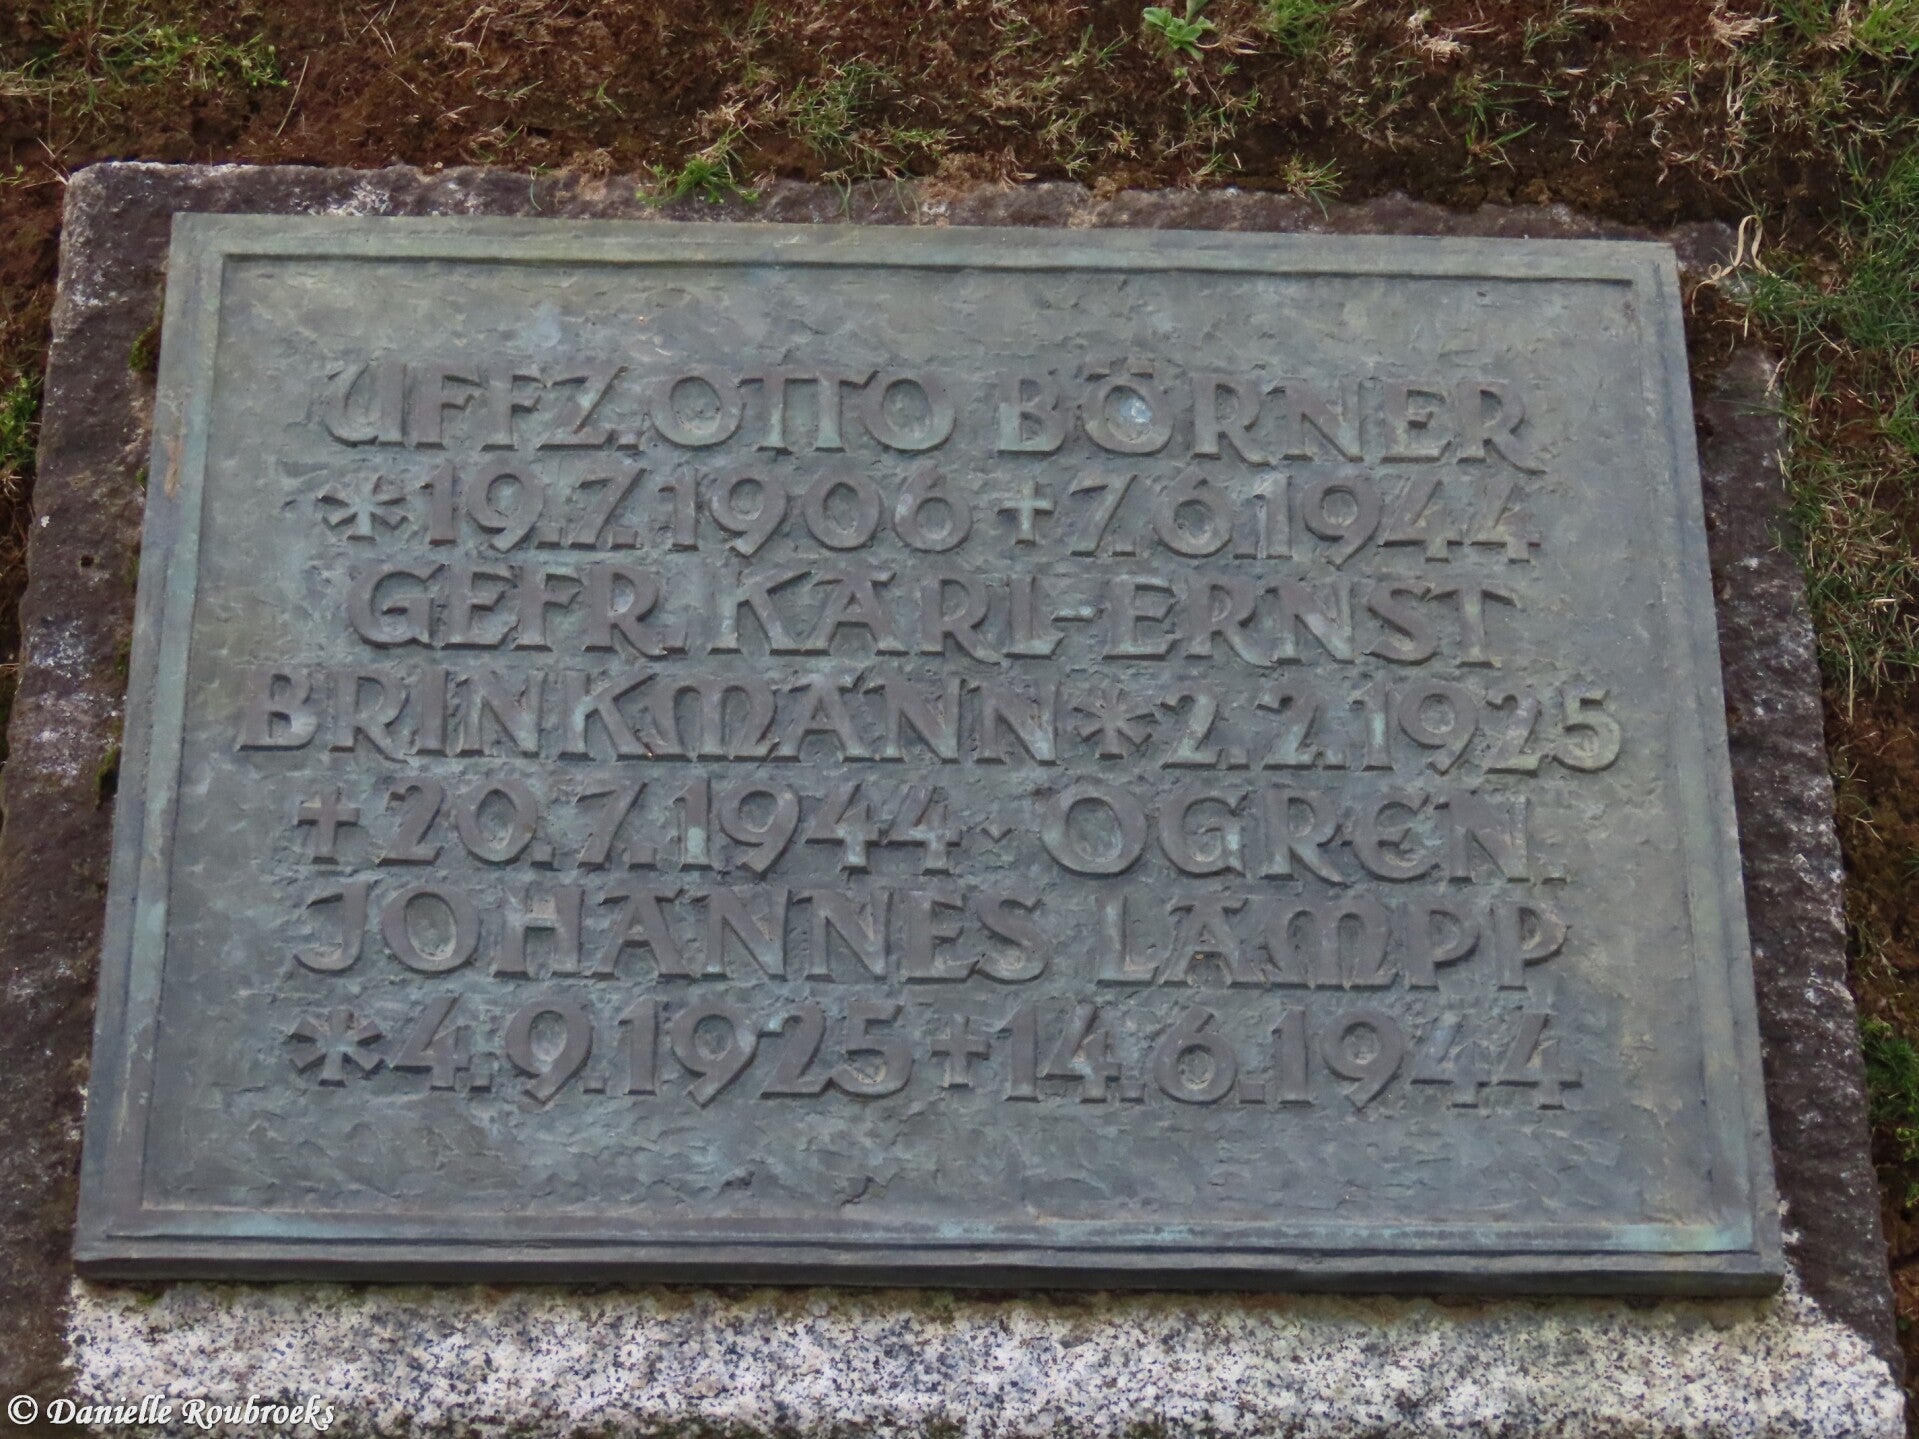 UFFZ. OTTO BÖRNER
* 19.7.1906 + 7.6.1944
GEFR. KARL-ERNST
BRINKMANN * 2.2.1925
+ 20.7.1944 · OGREN.
JOHANNES LAMPP
* 4.9.1925 + 14.6.1944
© Danielle Roubroeks